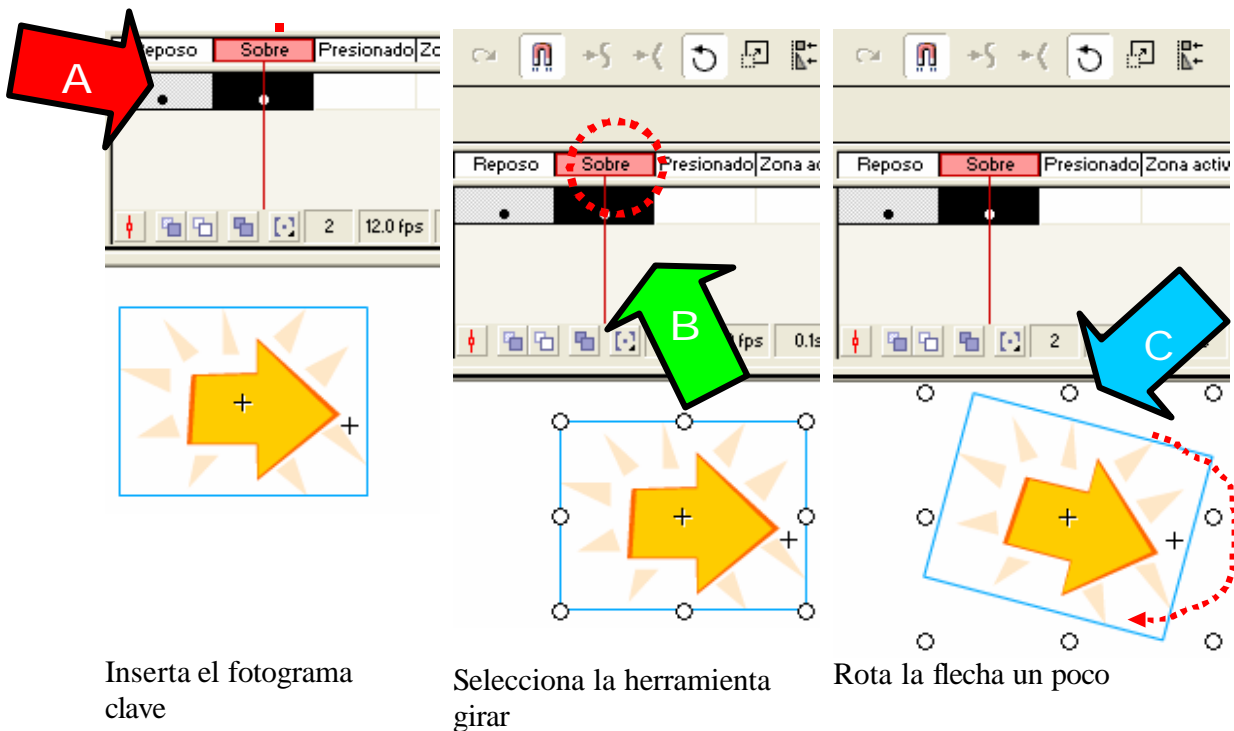 A
Reposo Sobre Presionado Zo
2 12.0 fps
Inserta el fotograma
clave
Reposo Sobre Presionado Zona ac
B
fps 0.1s
Selecciona la herramienta
girar
Reposo Sobre Presionado Zona activ
C
2
Rota la flecha un poco